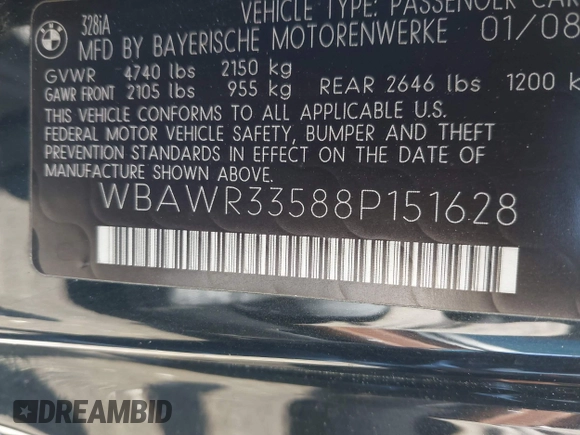 328iA
VEHICLE TYPE: PASSENGER CAR
MFD BY BAYERISCHE MOTORENWERKE 01/08
GVWR 4740 lbs 2150 kg
GAWR FRONT 2105 lbs 955 kg REAR 2646 lbs 1200 k
THIS VEHICLE CONFORMS TO ALL APPLICABLE U.S.
FEDERAL MOTOR VEHICLE SAFETY, BUMPER AND THEFT
PREVENTION STANDARDS IN EFFECT ON THE DATE OF
MANUFACTURE SHOWN ABOVE.
WBAWR33588P151628
DREAMBID